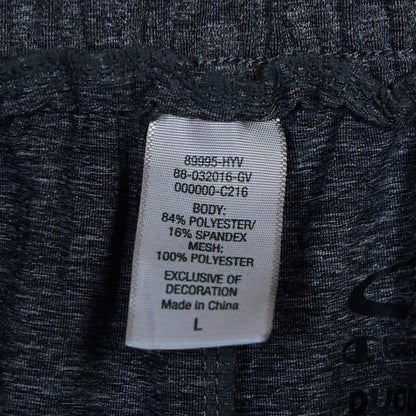 89995-HYV
88-032016-GV
000000-C216
BODY:
84% POLYESTER/
16% SPANDEX
MESH:
100% POLYESTER
EXCLUSIVE OF
DECORATION
Made in China
L